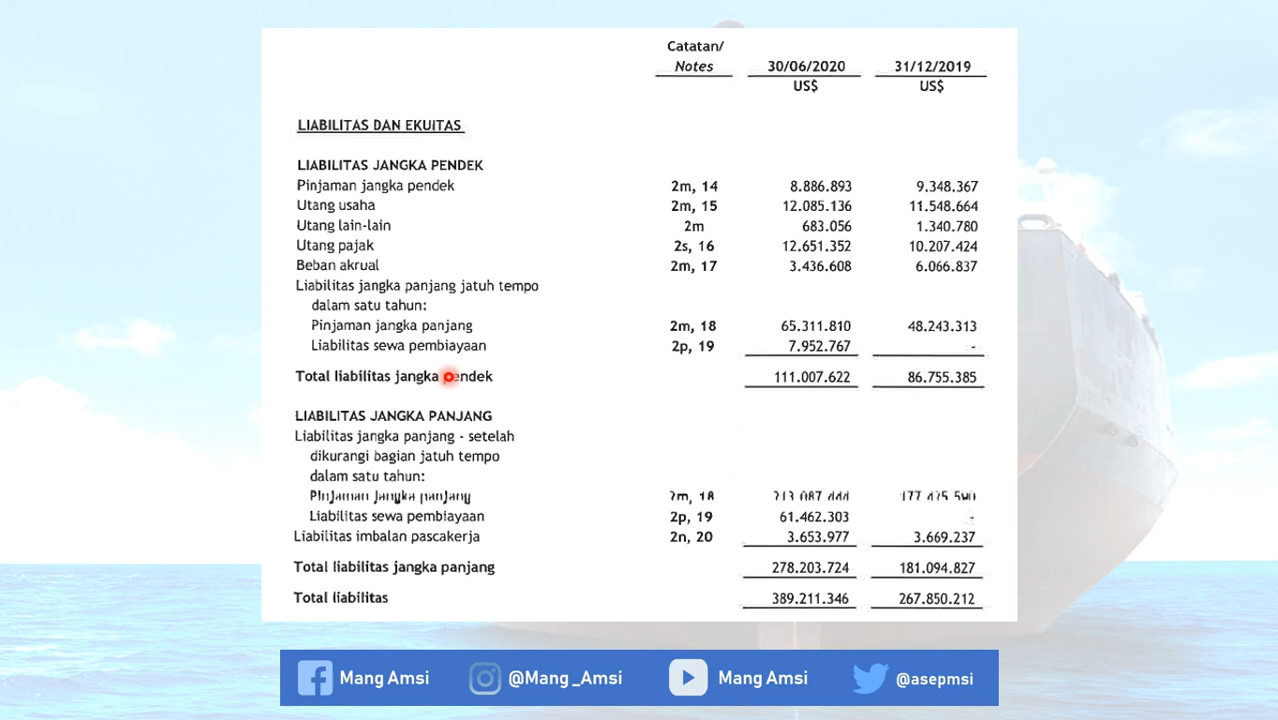 Catatan/
Notes 30/06/2020 31/12/2019
US$ US$
LIABILITAS DAN EKUITAS
LIABILITAS JANGKA PENDEK
Pinjaman jangka pendek 2m, 14 8.886.893 9.348.367
Utang usaha 2m, 15 12.085.136 11.548.664
Utang lain-lain 2m 683.056 1.340.780
Utang pajak 2s, 16 12.651.352 10.207.424
Beban akrual 2m, 17 3.436.608 6.066.837
Liabilitas jangka panjang jatuh tempo
dalam satu tahun:
Pinjaman jangka panjang 2m, 18 65.311.810 48.243.313
Liabilitas sewa pembiayaan 2p, 19 7.952.767 -
Total liabilitas jangka pendek 111.007.622 86.755.385
LIABILITAS JANGKA PANJANG
Liabilitas jangka panjang - setelah
dikurangi bagian jatuh tempo
dalam satu tahun:
Pinjaman jangka panjang 2m, 18
Liabilitas sewa pembiayaan 2p, 19 61.462.303 -
Liabilitas imbalan pascakerja 2n, 20 3.653.977 3.669.237
Total liabilitas jangka panjang 278.203.724 181.094.827
Total liabilitas 389.211.346 267.850.212
Mang Amsi @Mang_Amsi Mang Amsi @asepmsi